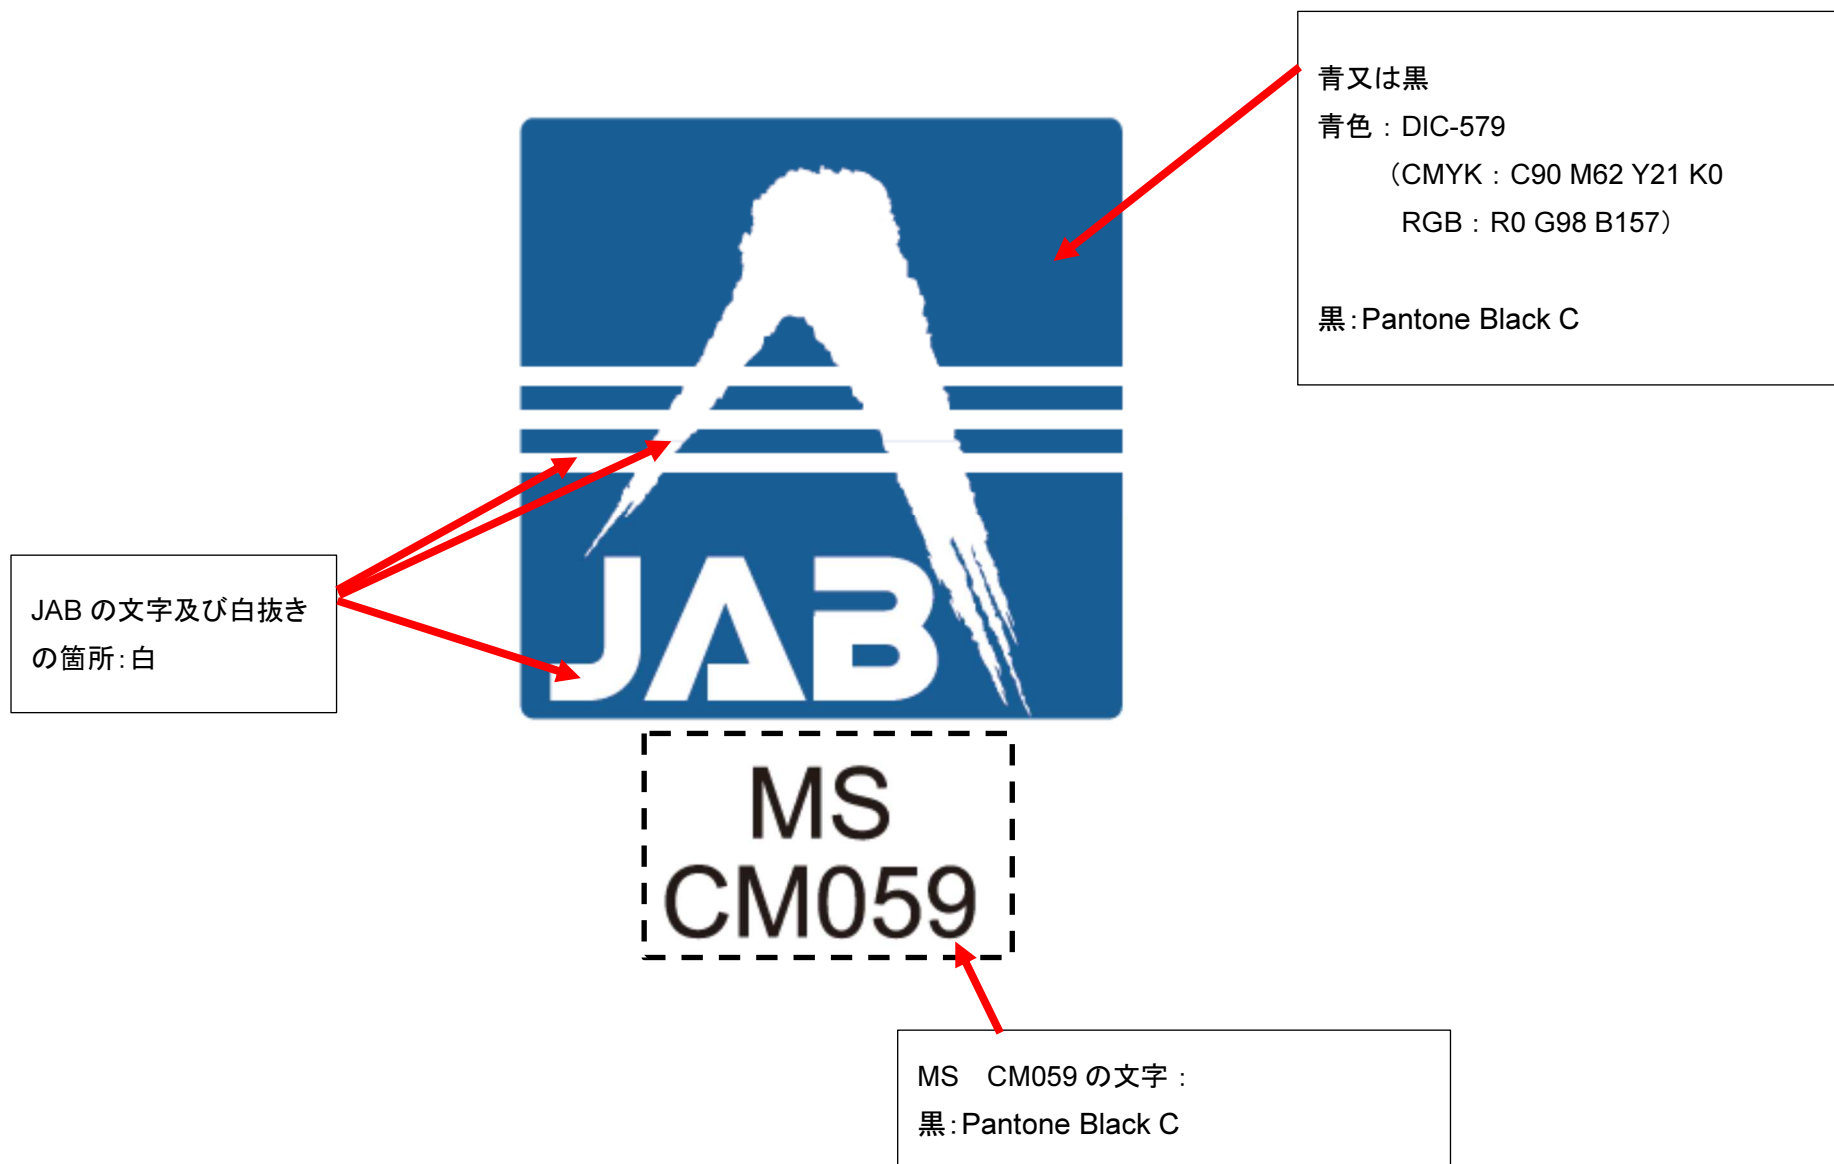 青又は黒
青色：DIC-579
（CMYK：C90 M62 Y21 K0
RGB：R0 G98 B157）
黒：Pantone Black C
JAB の文字及び白抜き
の箇所：白
JAB
MS
CM059
MS　CM059 の文字：
黒：Pantone Black C